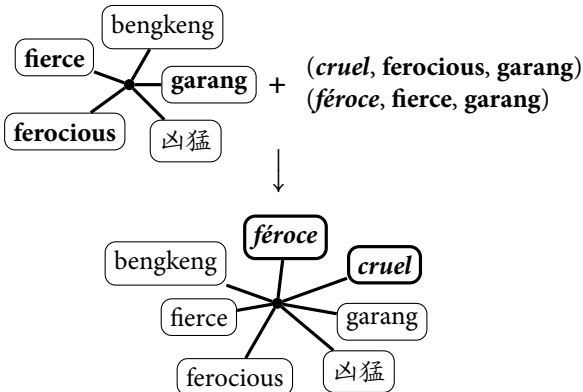 bengkeng
fierce
garang
ferocious
凶猛
+
(cruel, ferocious, garang)
(féroce, fierce, garang)
féroce
bengkeng
cruel
fierce
garang
ferocious
凶猛